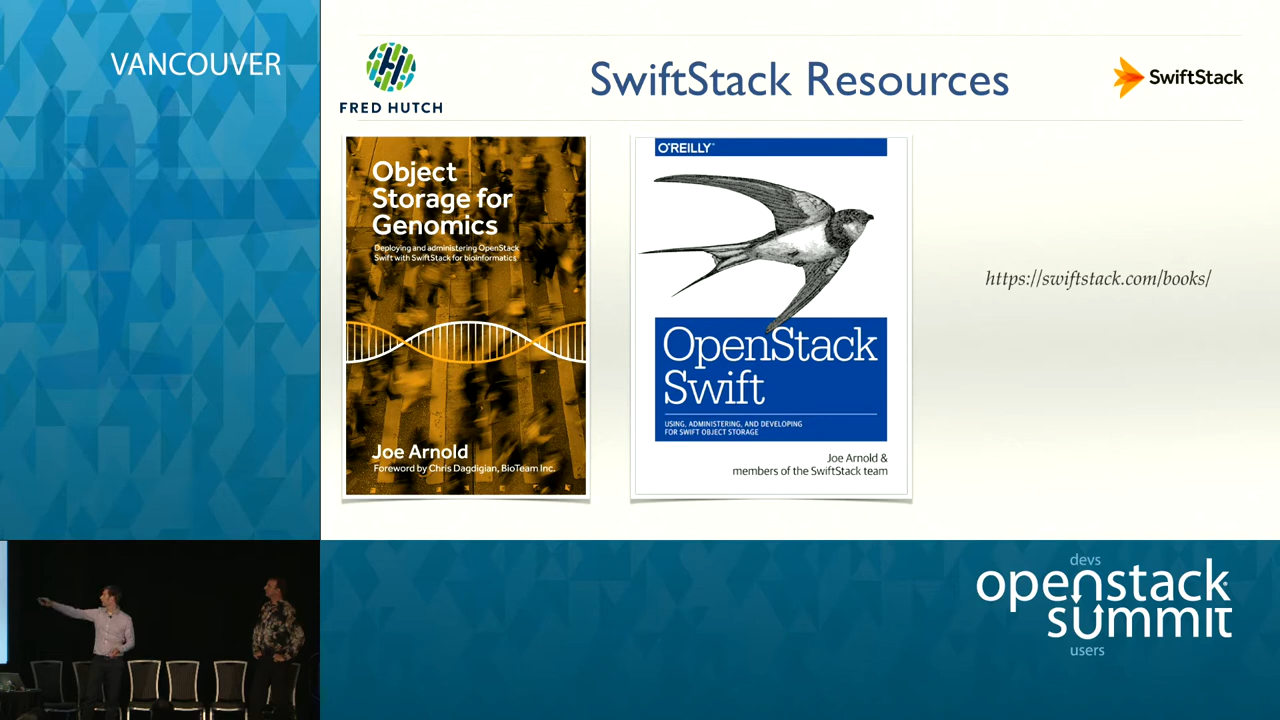 VANCOUVER
FRED HUTCH
SwiftStack Resources
SwiftStack
Object
Storage for
Genomics
Deploying and administering OpenStack
Swift with SwiftStack for bioinformatics
Joe Arnold
Foreword by Chris Dagdigian, BioTeam Inc.
O'REILLY™
OpenStack
Swift
USING, ADMINISTERING, AND DEVELOPING
FOR SWIFT OBJECT STORAGE
Joe Arnold &
members of the SwiftStack team
https://swiftstack.com/books/
devs
openstack
summit
users